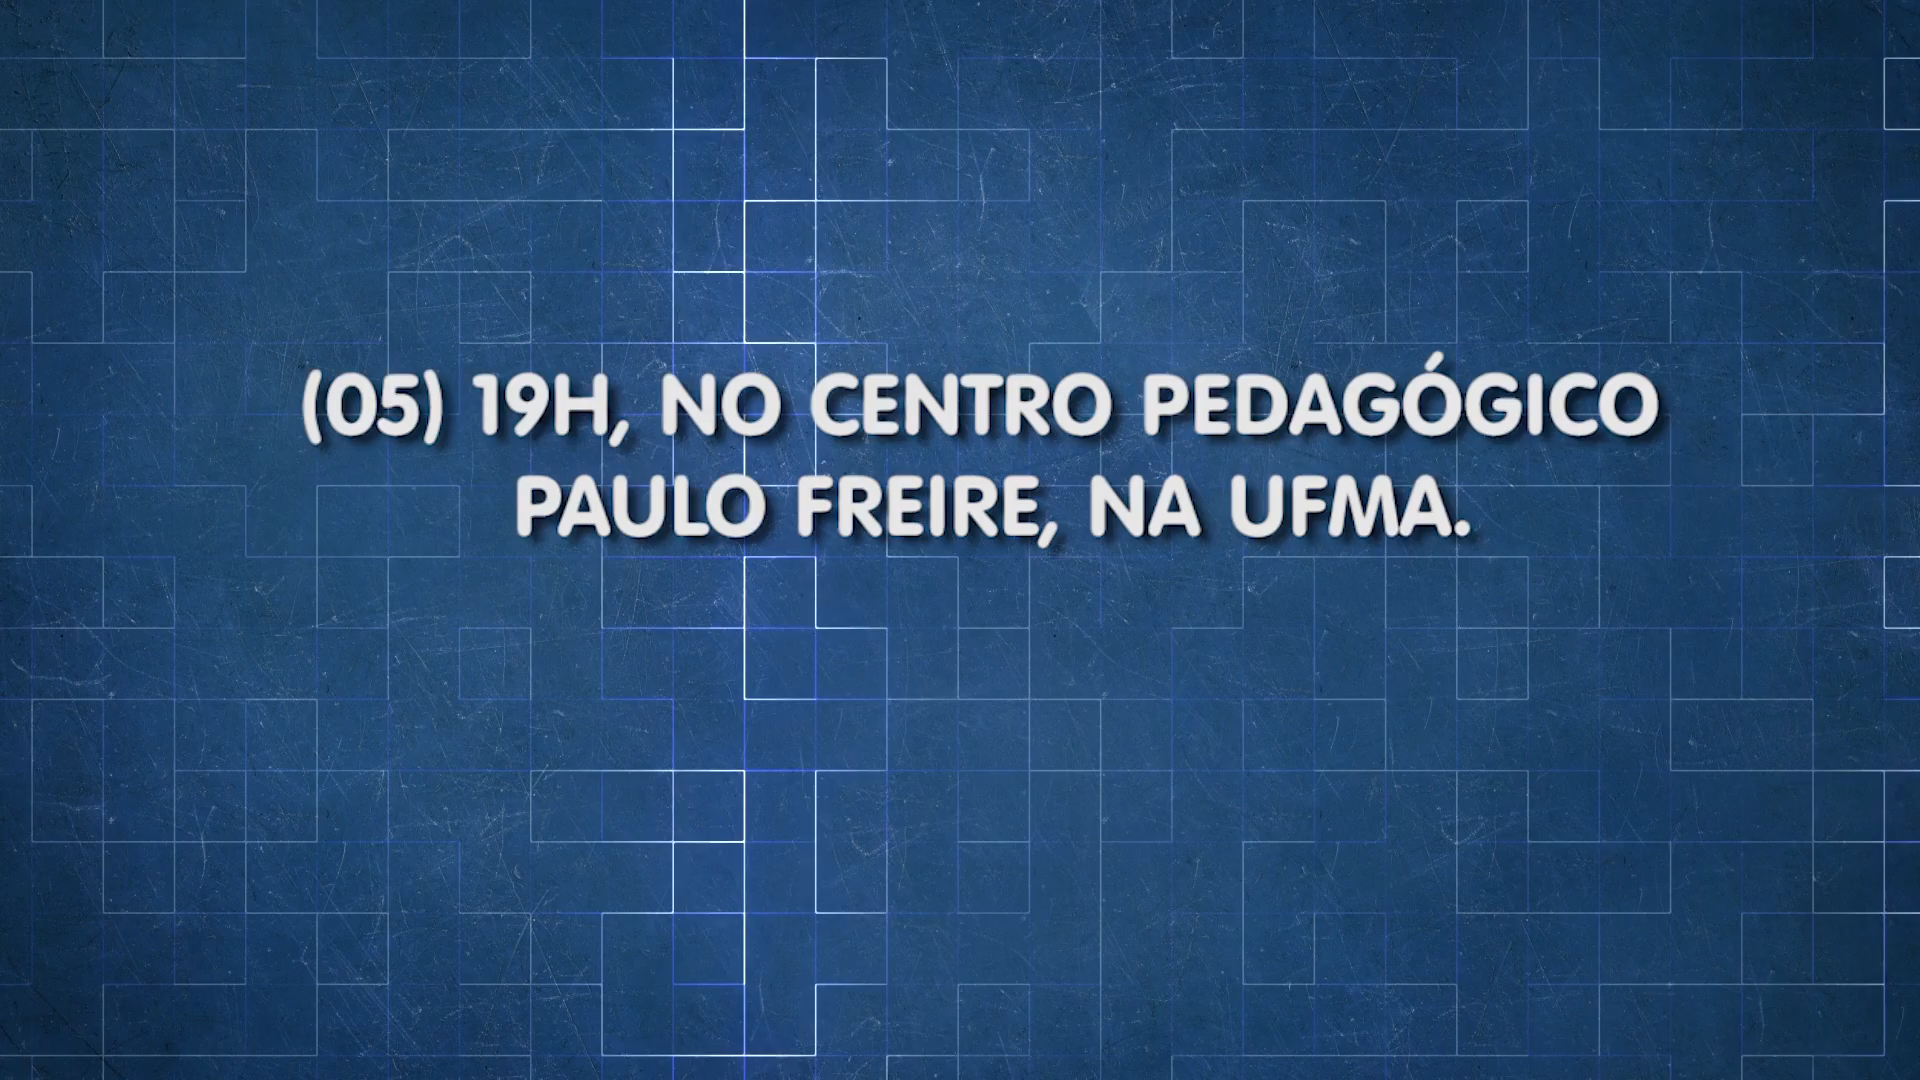 (05) 19H, NO CENTRO PEDAGÓGICO
PAULO FREIRE, NA UFMA.